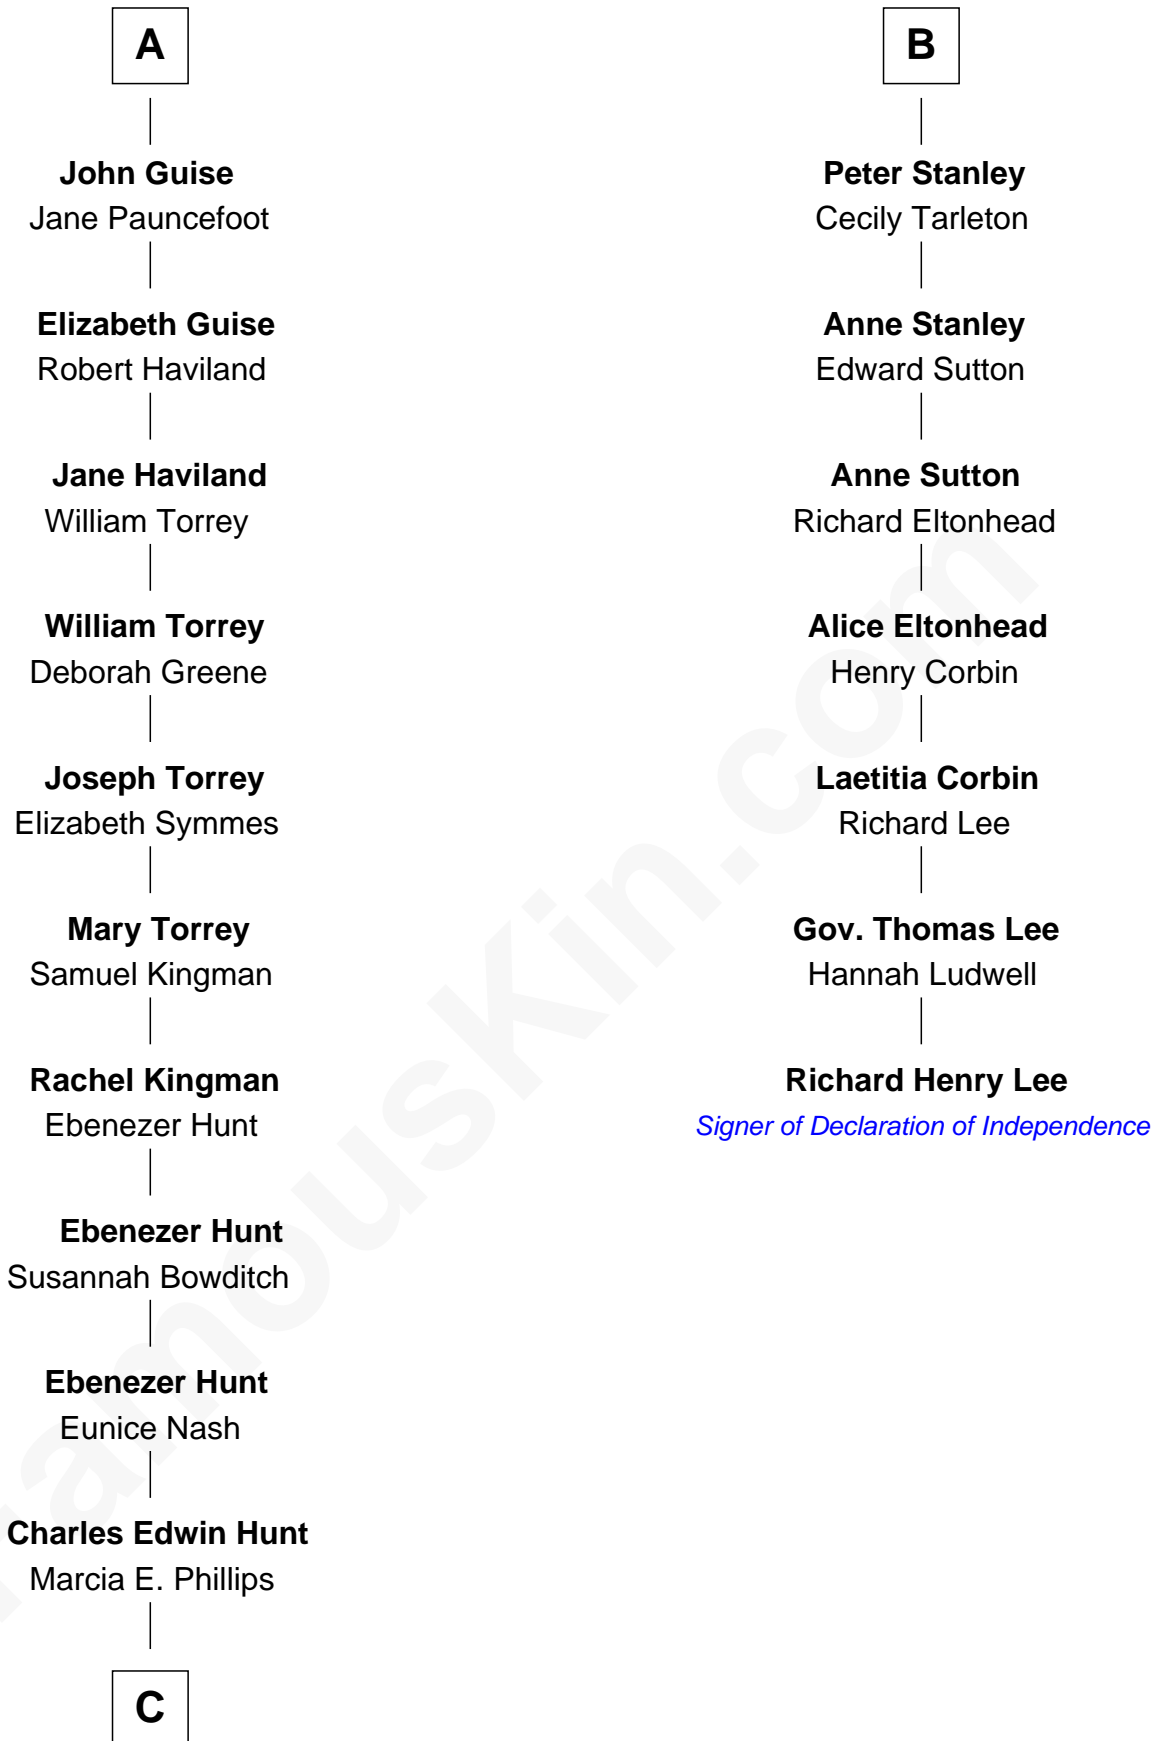 A
John Guise
Jane Pauncefoot
Elizabeth Guise
Robert Haviland
Jane Haviland
William Torrey
William Torrey
Deborah Greene
Joseph Torrey
Elizabeth Symmes
Mary Torrey
Samuel Kingman
Rachel Kingman
Ebenezer Hunt
Ebenezer Hunt
Susannah Bowditch
Ebenezer Hunt
Eunice Nash
Charles Edwin Hunt
Marcia E. Phillips
C
B
Peter Stanley
Cecily Tarleton
Anne Stanley
Edward Sutton
Anne Sutton
Richard Eltonhead
Alice Eltonhead
Henry Corbin
Laetitia Corbin
Richard Lee
Gov. Thomas Lee
Hannah Ludwell
Richard Henry Lee
Signer of Declaration of Independence
FamousKin.com